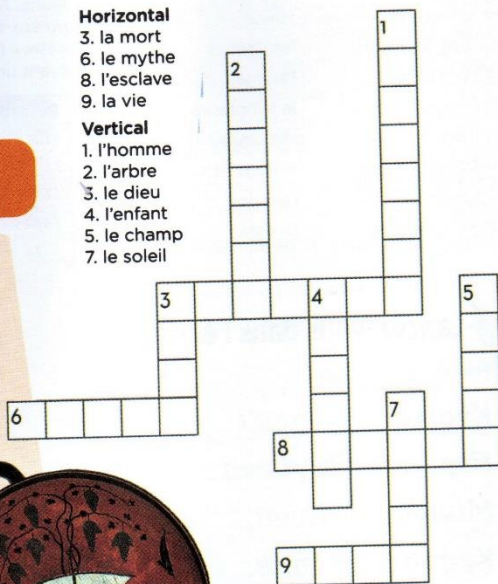 Horizontal
3. la mort
6. le mythe
8. l'esclave
9. la vie
Vertical
1. l'homme
2. l'arbre
3. le dieu
4. l'enfant
5. le champ
7. le soleil
1
2
3
4
5
6
7
8
9